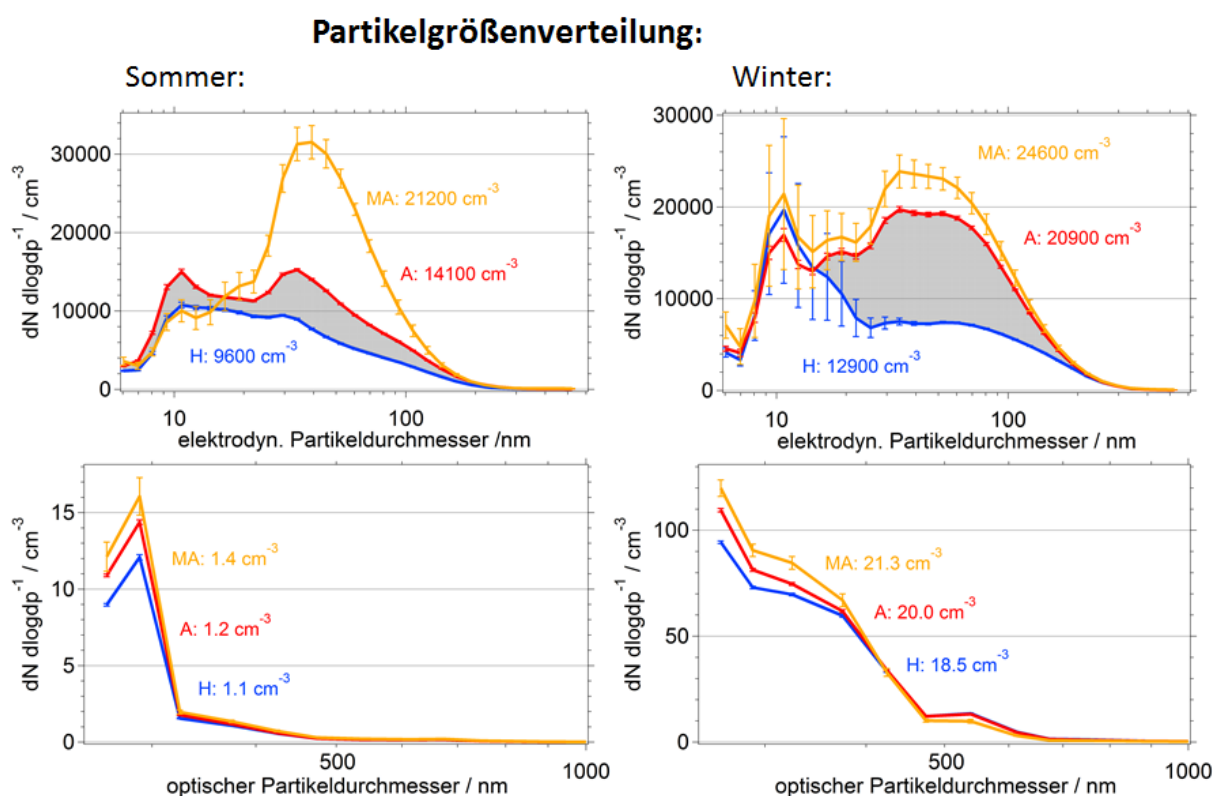 Partikelgrößenverteilung:
Sommer:
Winter:
dN dlogdp⁻¹ / cm⁻³
30000
20000
10000
0
MA: 21200 cm⁻³
A: 14100 cm⁻³
H: 9600 cm⁻³
10
100
elektrodyn. Partikeldurchmesser /nm
dN dlogdp⁻¹ / cm⁻³
30000
20000
10000
0
MA: 24600 cm⁻³
A: 20900 cm⁻³
H: 12900 cm⁻³
10
100
elektrodyn. Partikeldurchmesser / nm
dN dlogdp⁻¹ / cm⁻³
15
10
5
0
MA: 1.4 cm⁻³
A: 1.2 cm⁻³
H: 1.1 cm⁻³
500
1000
optischer Partikeldurchmesser / nm
dN dlogdp⁻¹ / cm⁻³
100
50
0
MA: 21.3 cm⁻³
A: 20.0 cm⁻³
H: 18.5 cm⁻³
500
1000
optischer Partikeldurchmesser / nm